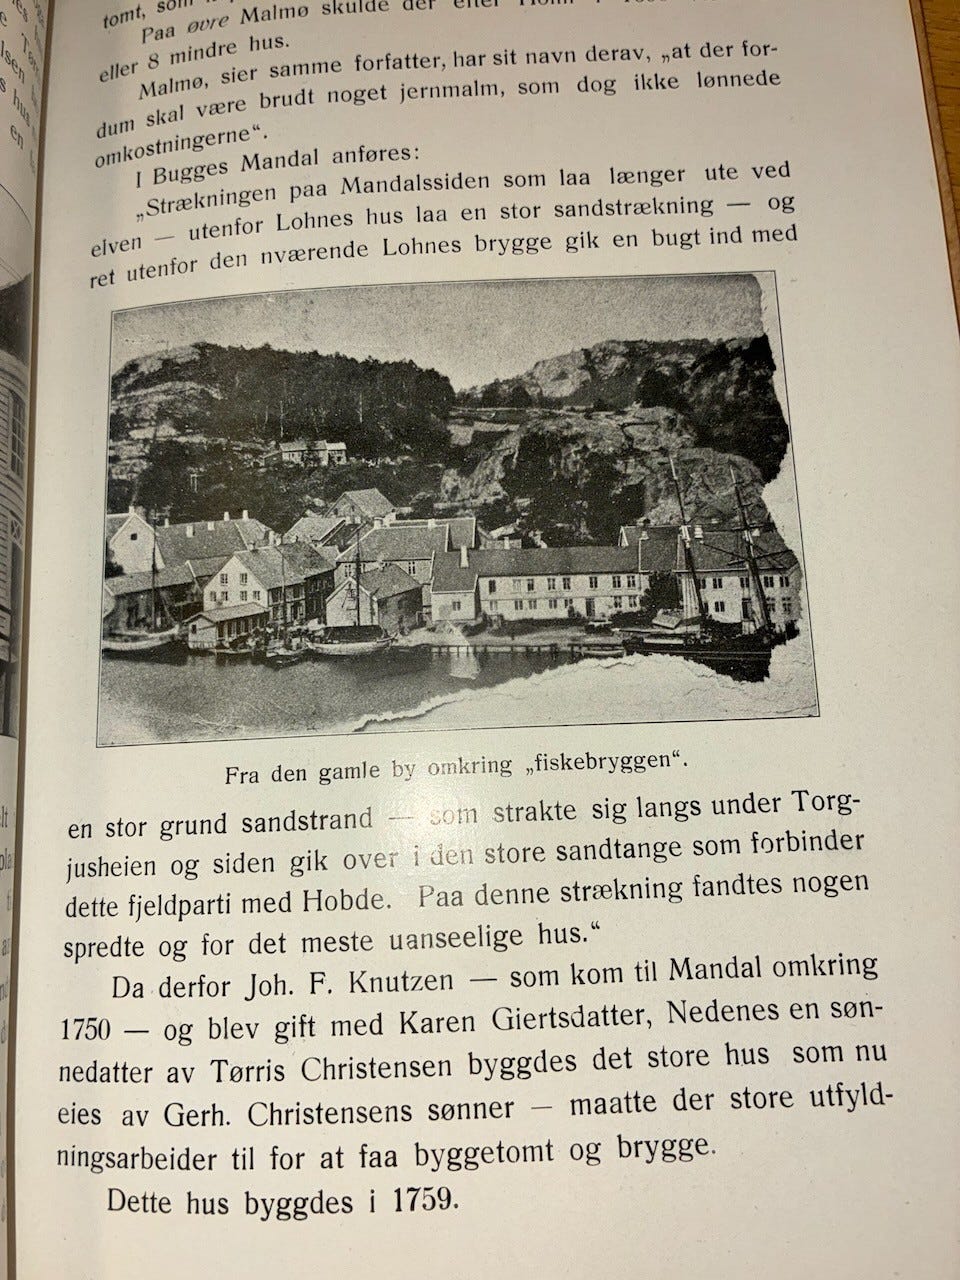 tomt, som
Paa øvre Malmø skulde der efter Holm i
eller 8 mindre hus.
Malmø, sier samme forfatter, har sit navn derav, „at der for-
dum skal være brudt noget jernmalm, som dog ikke lønnede
omkostningerne“.
I Bugges Mandal anføres:
„Strækningen paa Mandalssiden som laa længer ute ved
elven — utenfor Lohnes hus laa en stor sandstrækning — og
ret utenfor den nværende Lohnes brygge gik en bugt ind med
Fra den gamle by omkring „fiskebryggen“.
en stor grund sandstrand — som strakte sig langs under Torg-
jusheien og siden gik over i den store sandtange som forbinder
dette fjeldparti med Hobde. Paa denne strækning fandtes nogen
spredte og for det meste uanseelige hus.“
Da derfor Joh. F. Knutzen — som kom til Mandal omkring
1750 — og blev gift med Karen Giertsdatter, Nedenes en søn-
nedatter av Tørris Christensen byggdes det store hus som nu
eies av Gerh. Christensens sønner — maatte der store utfyld-
ningsarbeider til for at faa byggetomt og brygge.
Dette hus byggdes i 1759.